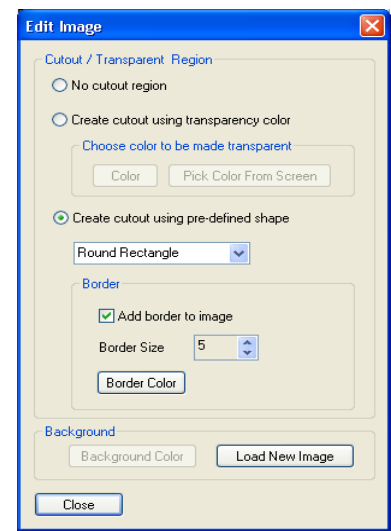 Edit Image
Cutout / Transparent Region
No cutout region
Create cutout using transparency color
Choose color to be made transparent
Color Pick Color From Screen
Create cutout using pre-defined shape
Round Rectangle
Border
Add border to image
Border Size 5
Border Color
Background
Background Color Load New Image
Close